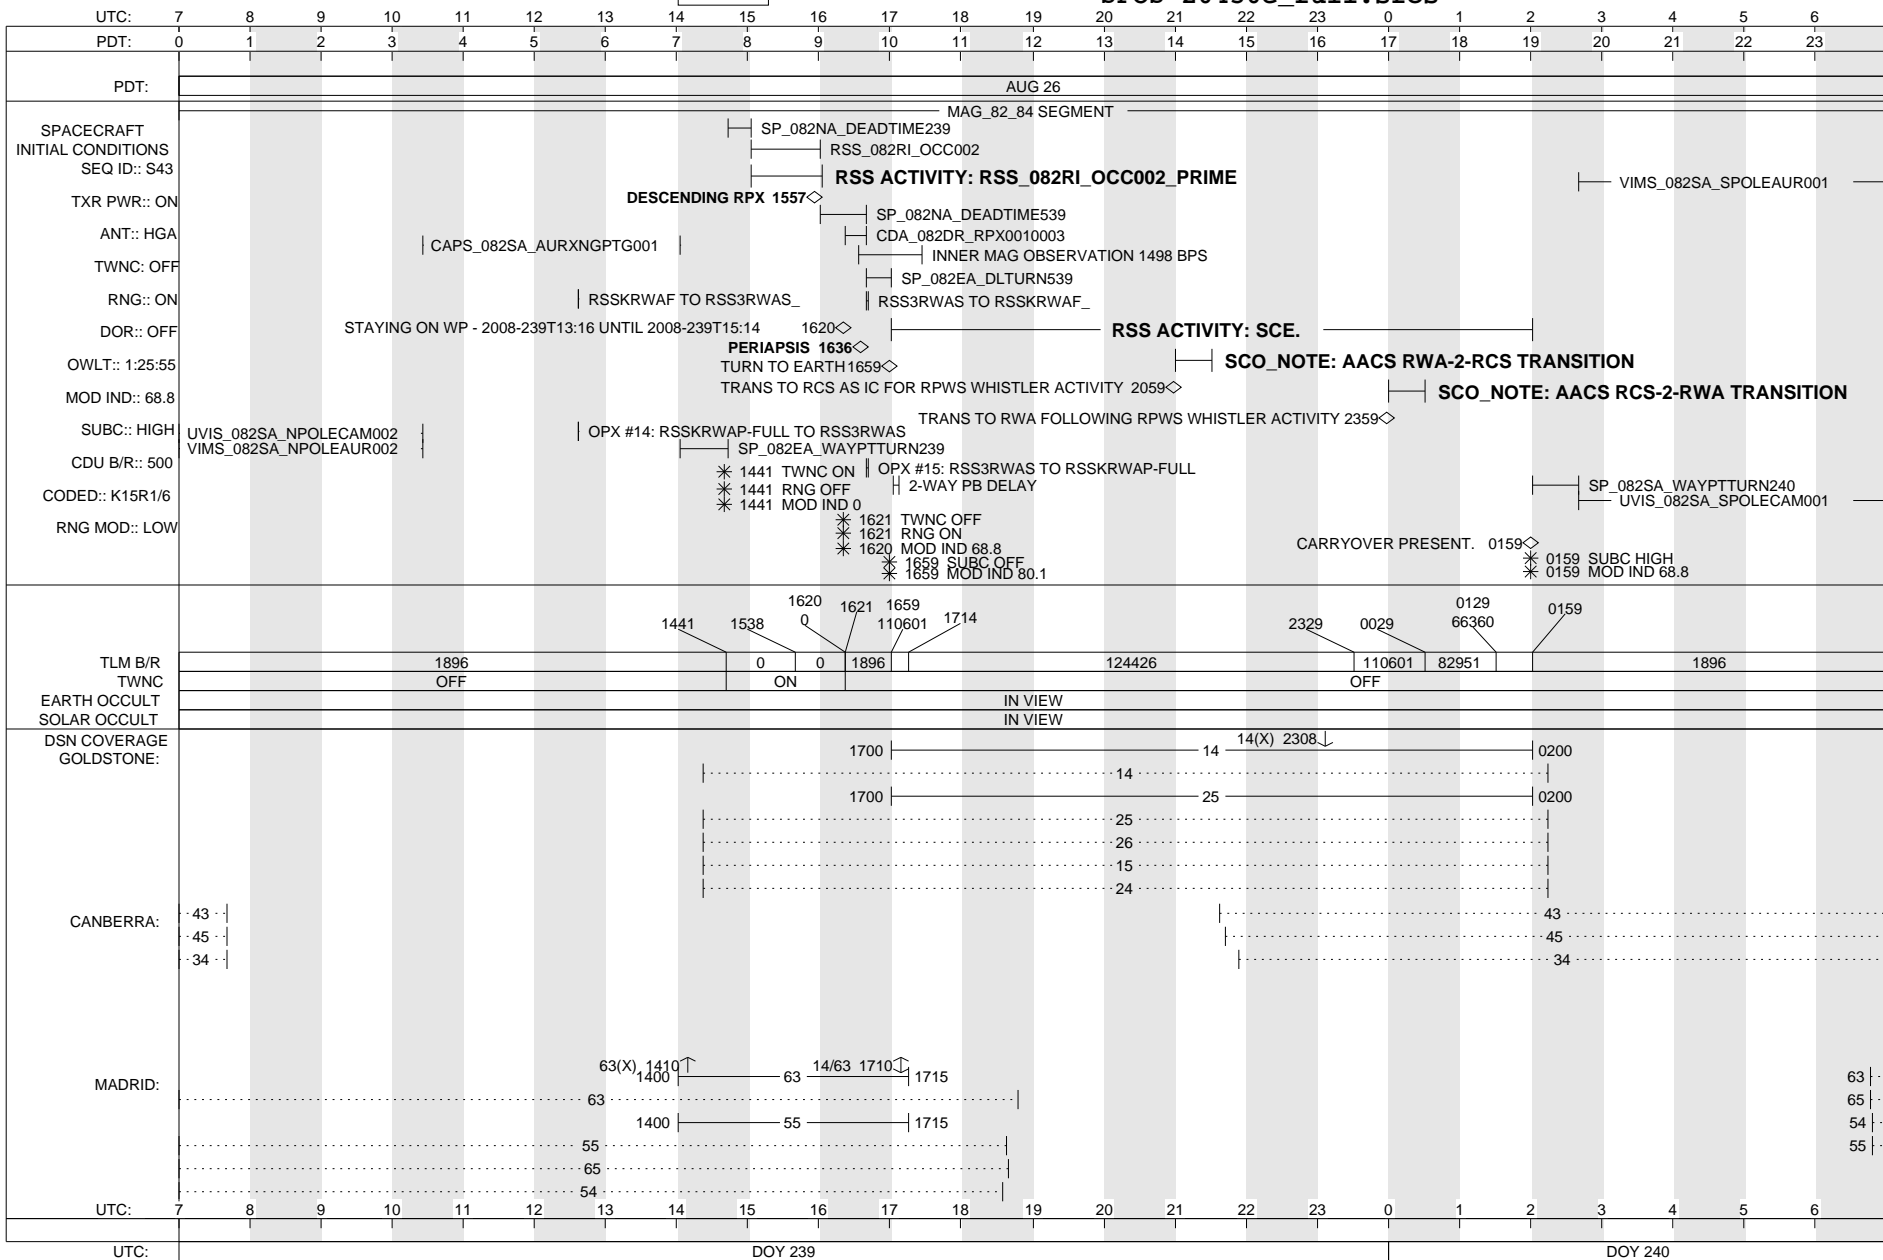 UTC: 7 8 9 10 11 12 13 14 15 16 17 18 19 20 21 22 23 0 1 2 3 4 5 6
PDT: 0 1 2 3 4 5 6 7 8 9 10 11 12 13 14 15 16 17 18 19 20 21 22 23
PDT: AUG 26
MAG_82_84 SEGMENT
SPACECRAFT
INITIAL CONDITIONS
SEQ ID:: S43
TXR PWR:: ON
ANT:: HGA
TWNC: OFF
RNG:: ON
DOR:: OFF
OWLT:: 1:25:55
MOD IND:: 68.8
SUBC:: HIGH
CDU B/R:: 500
CODED:: K15R1/6
RNG MOD:: LOW
SP_082NA_DEADTIME239
RSS_082RI_OCC002
RSS ACTIVITY: RSS_082RI_OCC002_PRIME
VIMS_082SA_SPOLEAUR001
DESCENDING RPX 1557
SP_082NA_DEADTIME539
CDA_082DR_RPX0010003
CAPS_082SA_AURXNGPTG001
INNER MAG OBSERVATION 1498 BPS
SP_082EA_DLTURN539
RSSKRWAF TO RSS3RWAS_
RSS3RWAS TO RSSKRWAF_
STAYING ON WP - 2008-239T13:16 UNTIL 2008-239T15:14 1620
RSS ACTIVITY: SCE.
PERIAPSIS 1636
TURN TO EARTH 1659
SCO_NOTE: AACS RWA-2-RCS TRANSITION
TRANS TO RCS AS IC FOR RPWS WHISTLER ACTIVITY 2059
SCO_NOTE: AACS RCS-2-RWA TRANSITION
TRANS TO RWA FOLLOWING RPWS WHISTLER ACTIVITY 2359
UVIS_082SA_NPOLECAM002
OPX #14: RSSKRWAP-FULL TO RSS3RWAS
VIMS_082SA_NPOLEAUR002
SP_082EA_WAYPTTURN239
1441 TWNC ON
OPX #15: RSS3RWAS TO RSSKRWAP-FULL
1441 RNG OFF
2-WAY PB DELAY
SP_082SA_WAYPTTURN240
1441 MOD IND 0
UVIS_082SA_SPOLECAM001
1621 TWNC OFF
1621 RNG ON
1620 MOD IND 68.8
CARRYOVER PRESENT. 0159
1659 SUBC OFF
0159 SUBC HIGH
1659 MOD IND 80.1
0159 MOD IND 68.8
1620 1621 1659 0129 0159
1441 1538 0 110601 1714 2329 0029 66360
TLM B/R 1896 0 0 1896 124426 110601 82951 1896
TWNC OFF ON OFF
EARTH OCCULT IN VIEW
SOLAR OCCULT IN VIEW
DSN COVERAGE
GOLDSTONE:
14(X) 2308
1700 14 0200
14
1700 25 0200
25
26
15
24
CANBERRA:
43 43
45 45
34 34
MADRID:
63(X) 1410 14/63 1710
1400 63 1715 63
63 65
1400 55 1715 54
55 55
65
54
UTC: 7 8 9 10 11 12 13 14 15 16 17 18 19 20 21 22 23 0 1 2 3 4 5 6
UTC: DOY 239 DOY 240